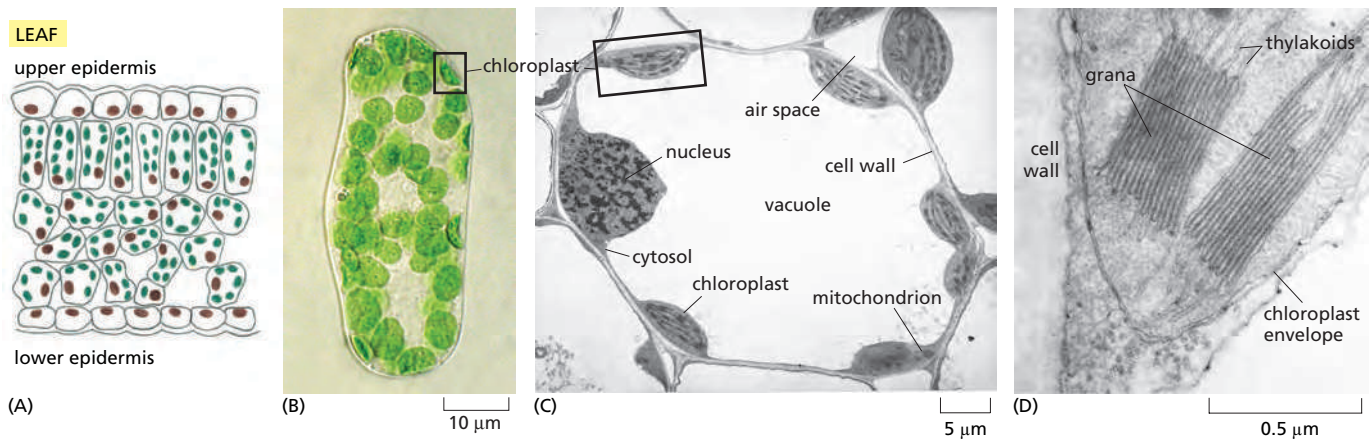 LEAF
upper epidermis
lower epidermis
(A)
chloroplast
(B)
10 μm
air space
nucleus
cell wall
vacuole
cytosol
chloroplast
mitochondrion
(C)
5 μm
thylakoids
grana
cell
wall
chloroplast
envelope
(D)
0.5 μm